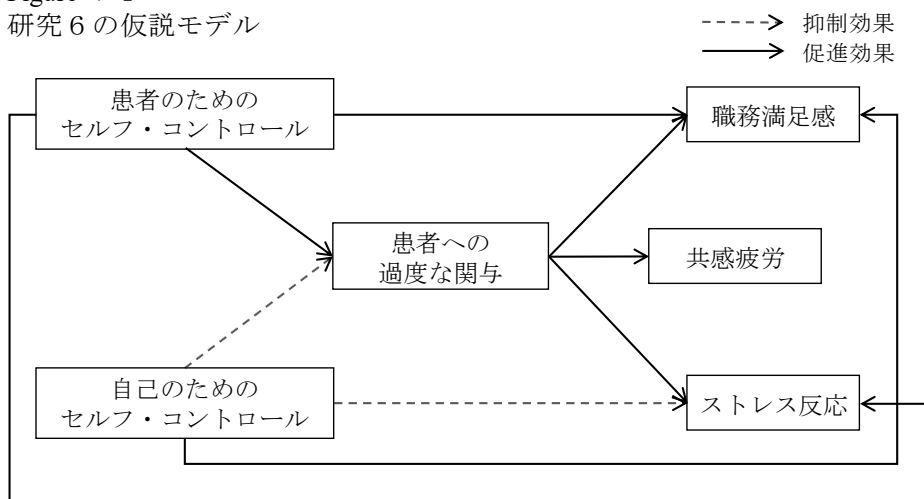 研究６の仮説モデル
抑制効果
促進効果
患者のための
セルフ・コントロール
職務満足感
患者への
過度な関与
共感疲労
自己のための
セルフ・コントロール
ストレス反応